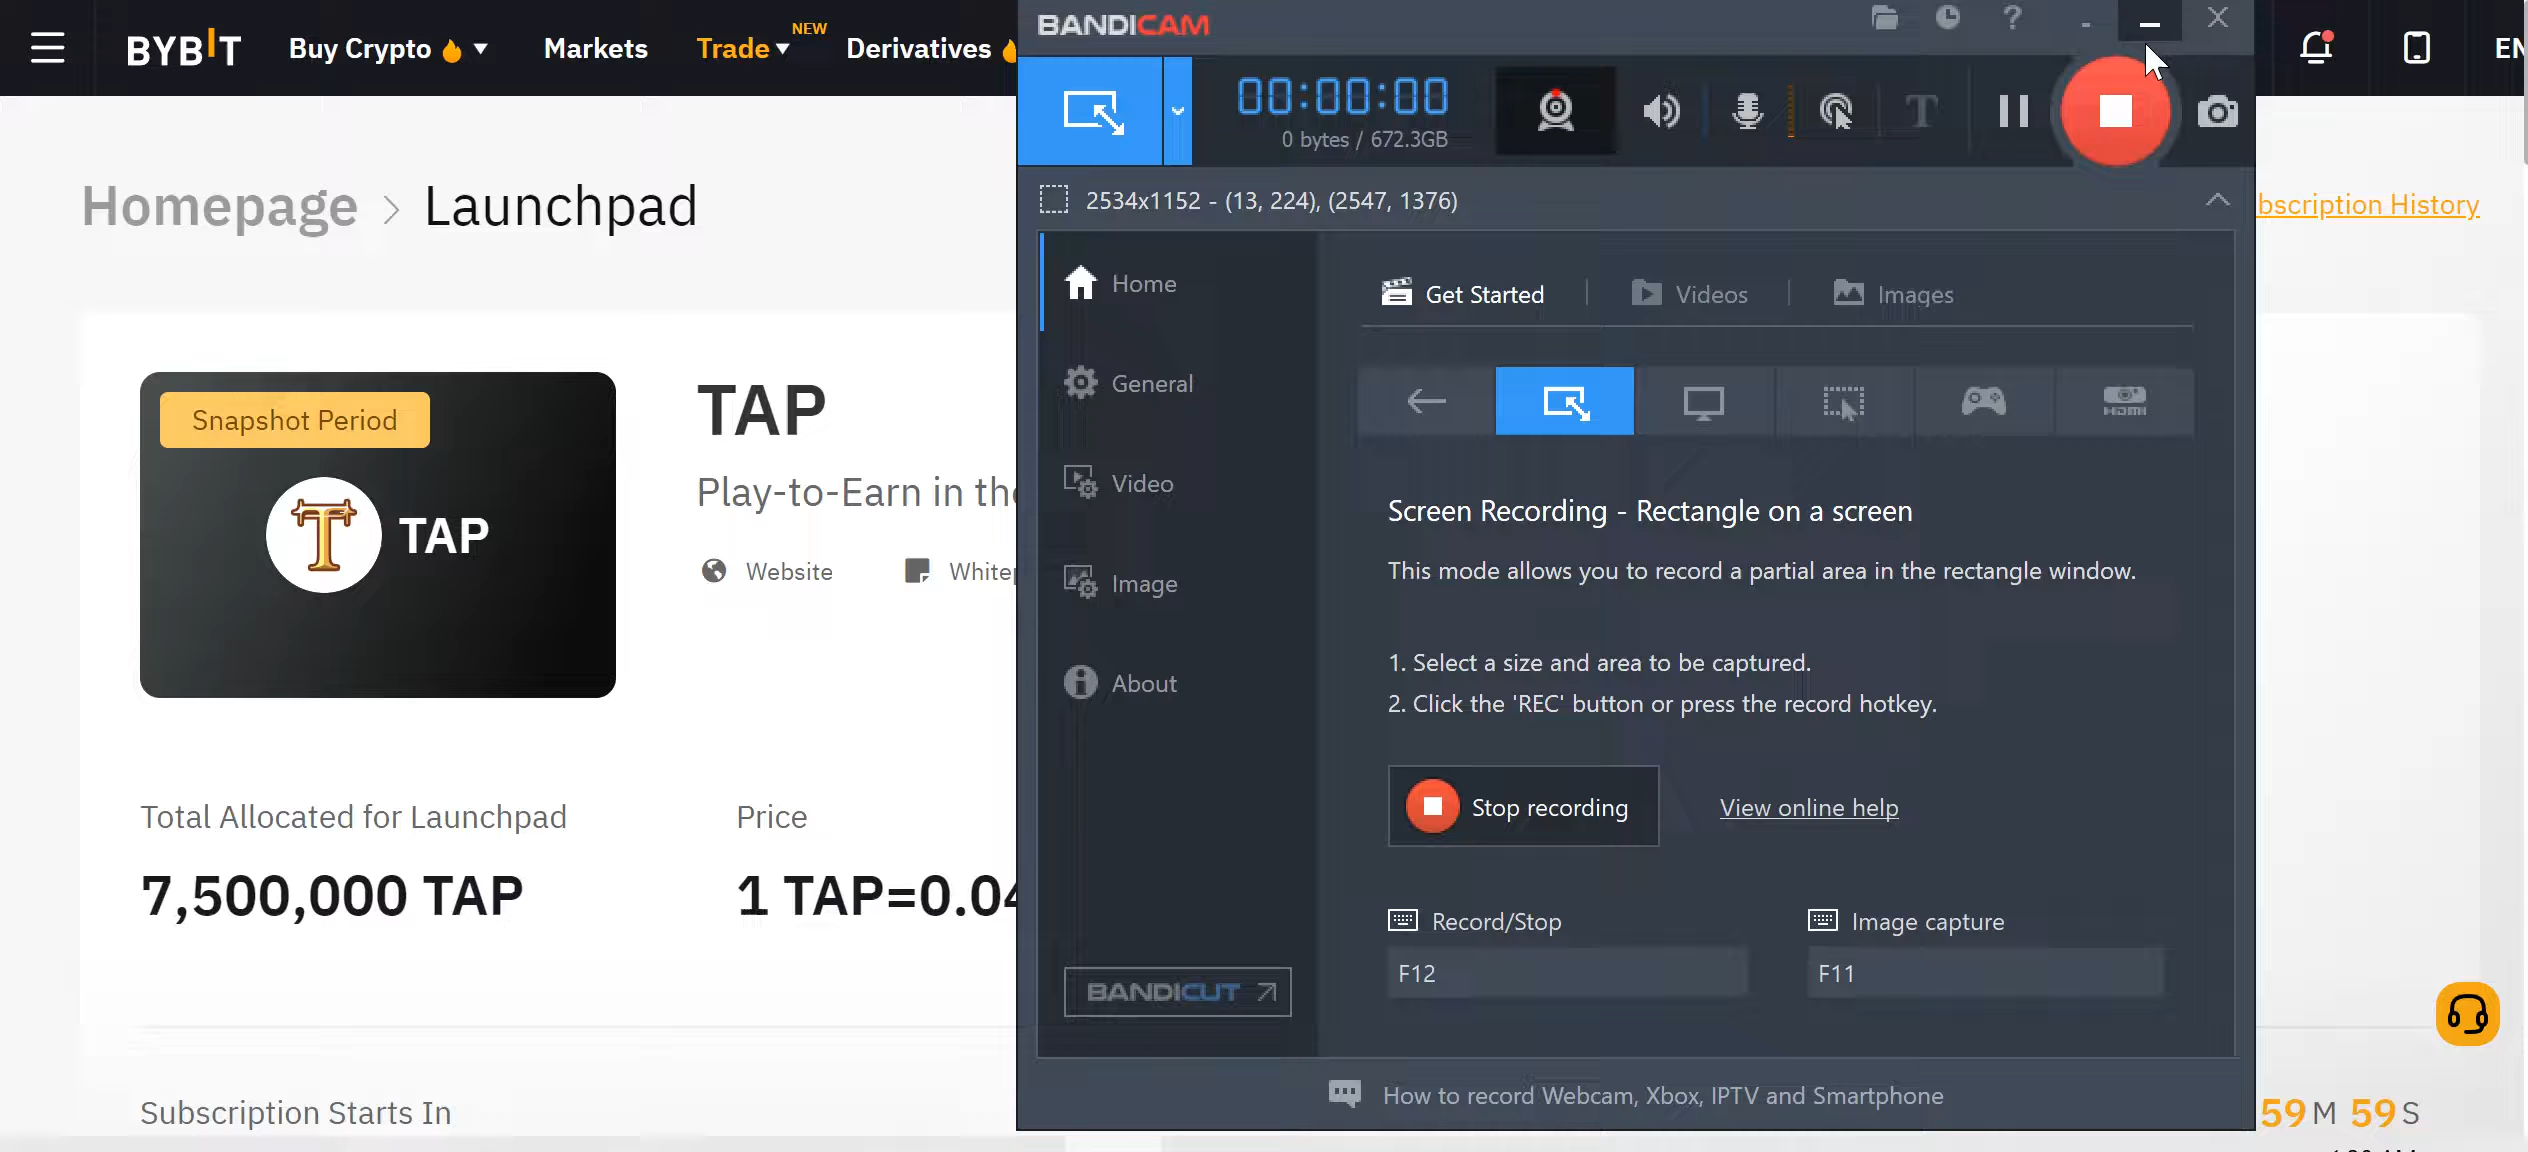 BYBIT
Buy Crypto
Markets
Trade
NEW
Derivatives
EN
Homepage > Launchpad
Subscription History
Snapshot Period
TAP
TAP
Play-to-Earn in the
Website
Total Allocated for Launchpad
7,500,000 TAP
Price
1 TAP=0.04
Subscription Starts In
59 M 59 S
BANDICAM
00:00:00
0 bytes / 672.3GB
2534x1152 - (13, 224), (2547, 1376)
Home
General
Video
Image
About
BANDICUT
Get Started
Videos
Images
HDMI
Screen Recording - Rectangle on a screen
This mode allows you to record a partial area in the rectangle window.
1. Select a size and area to be captured.
2. Click the 'REC' button or press the record hotkey.
Stop recording
View online help
Record/Stop
F12
Image capture
F11
How to record Webcam, Xbox, IPTV and Smartphone